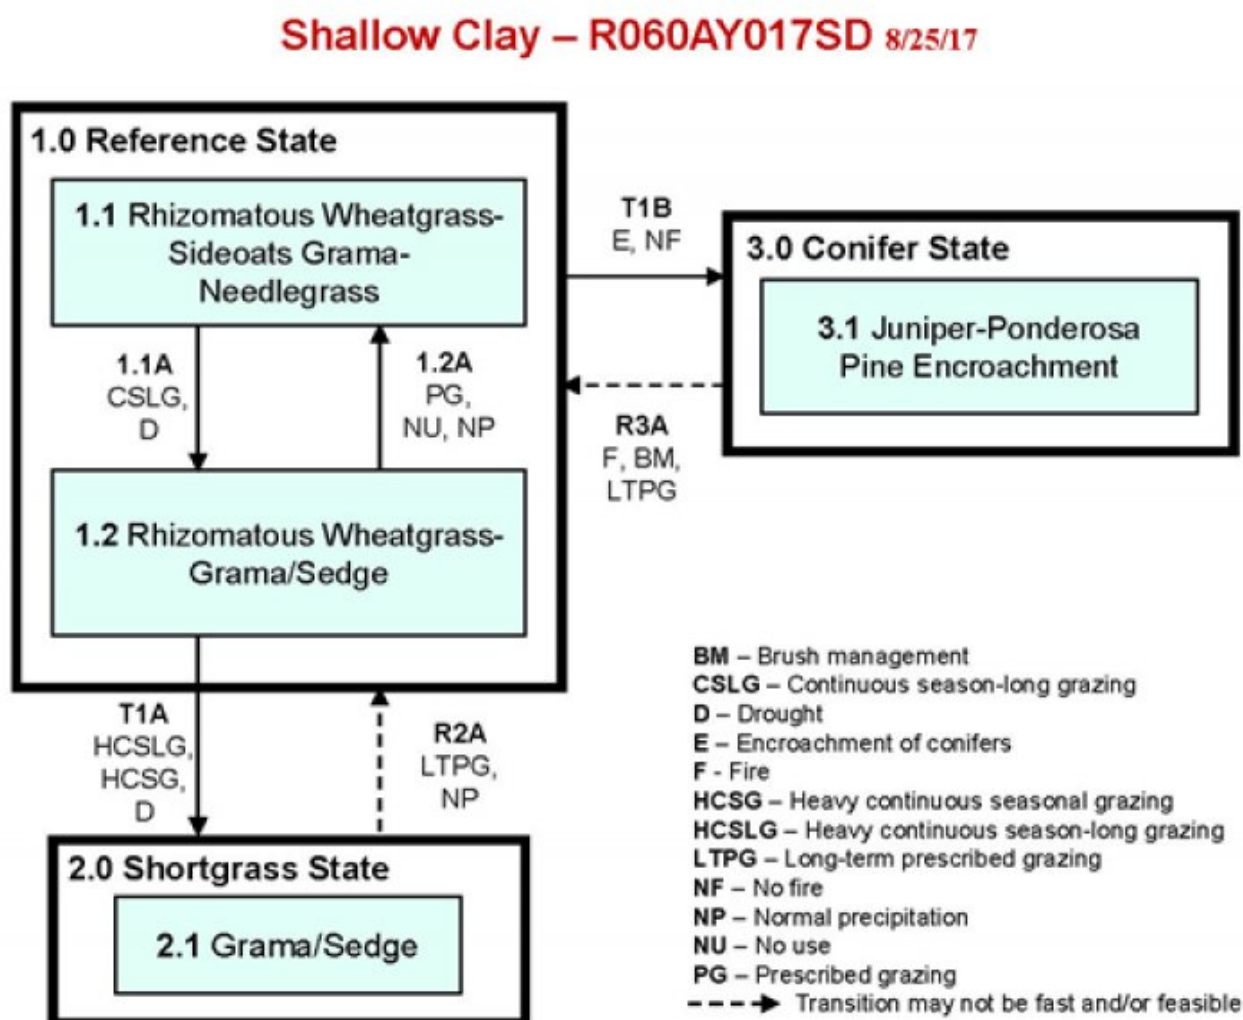 Shallow Clay – R060AY017SD 8/25/17
1.0 Reference State
1.1 Rhizomatous Wheatgrass-
Sideoats Grama-
Needlegrass
1.1A
CSLG,
D
1.2A
PG,
NU, NP
1.2 Rhizomatous Wheatgrass-
Grama/Sedge
T1B
E, NF
3.0 Conifer State
3.1 Juniper-Ponderosa
Pine Encroachment
R3A
F, BM,
LTPG
T1A
HCSLG,
HCSG,
D
R2A
LTPG,
NP
2.0 Shortgrass State
2.1 Grama/Sedge
BM – Brush management
CSLG – Continuous season-long grazing
D – Drought
E – Encroachment of conifers
F - Fire
HCSG – Heavy continuous seasonal grazing
HCSLG – Heavy continuous season-long grazing
LTPG – Long-term prescribed grazing
NF – No fire
NP – Normal precipitation
NU – No use
PG – Prescribed grazing
Transition may not be fast and/or feasible